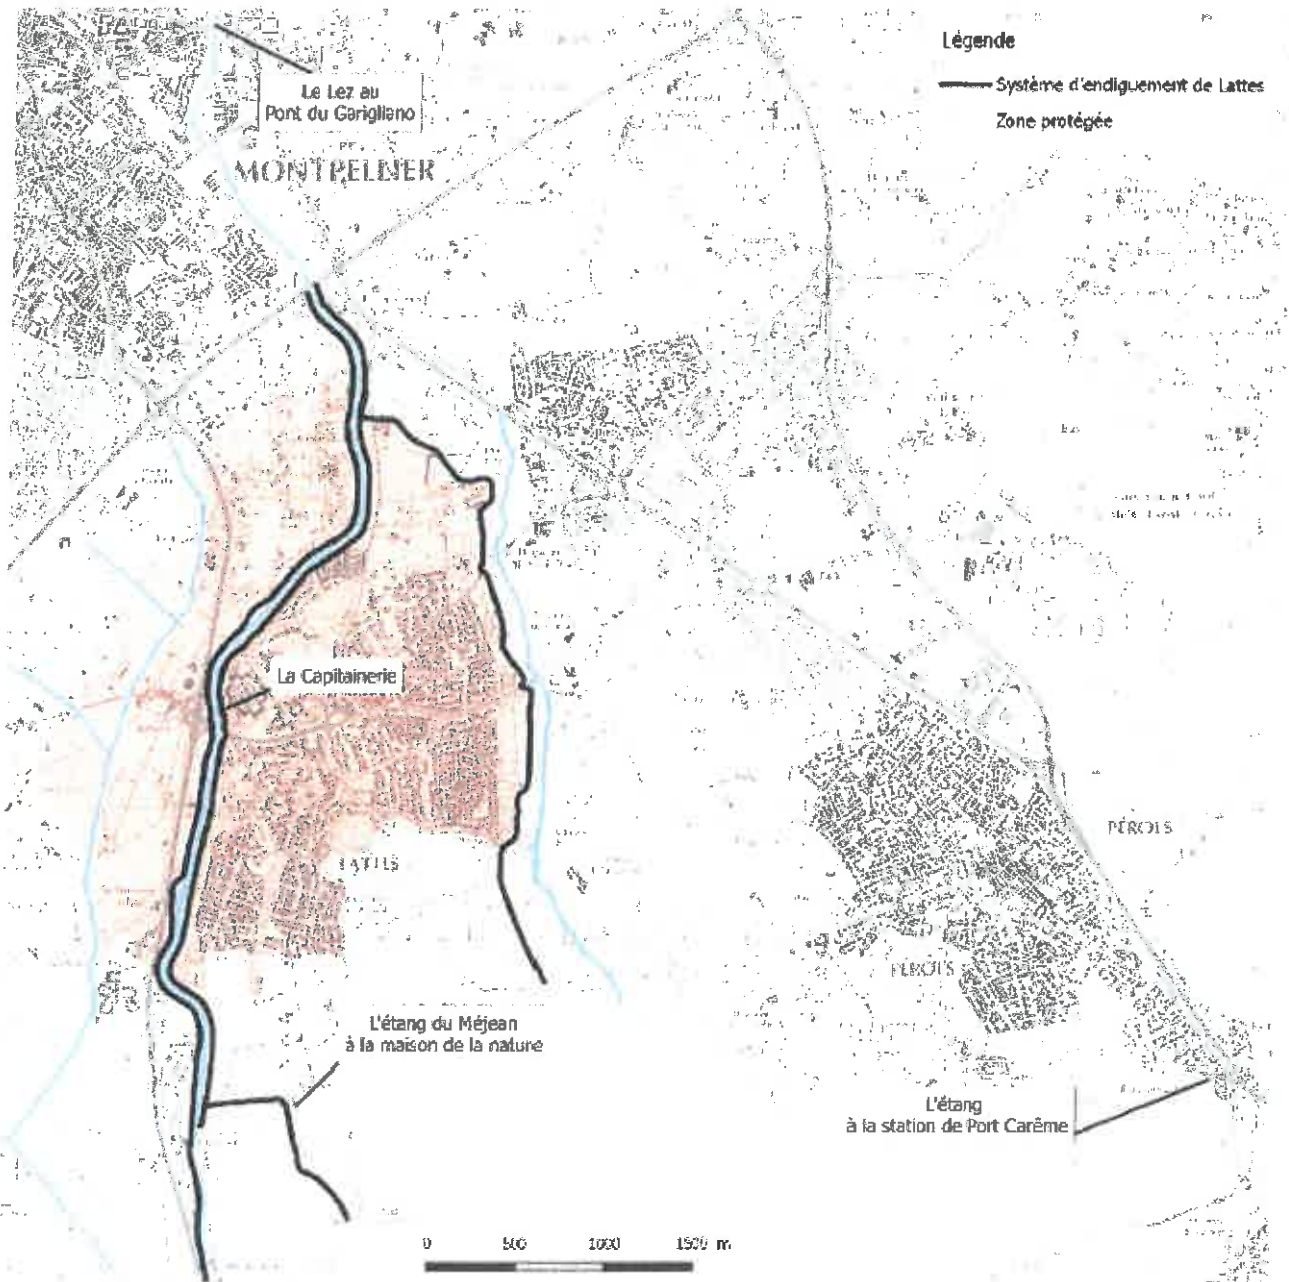 Légende
Système d'endiguement de Lattes
Zone protégée
Le Lez au
Pont du Garigliano
MONTPELLIER
La Capitainerie
LATTES
PÉROLS
PÉROLS
L'étang du Méjean
à la maison de la nature
L'étang
à la station de Port Carême
0 500 1000 1500 m